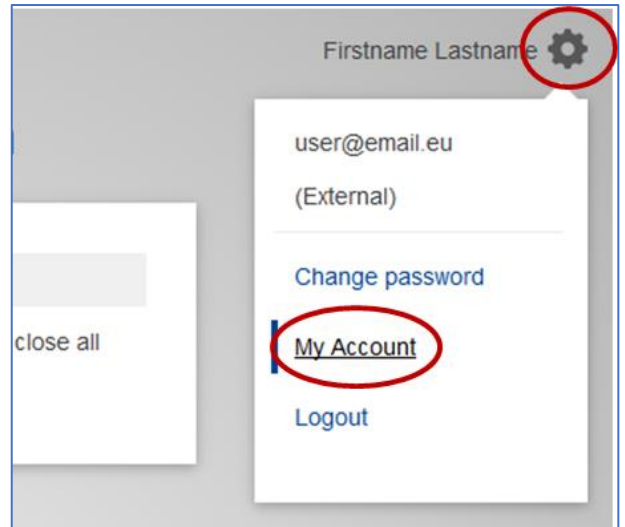 Firstname Lastname
user@email.eu
(External)
Change password
close all
My Account
Logout